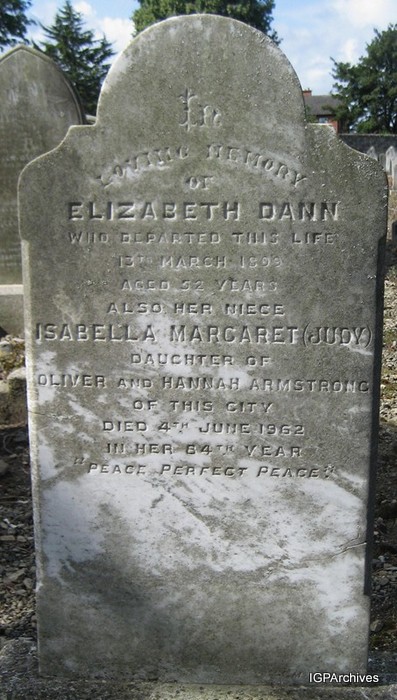 In
LOVING MEMORY
OF
ELIZABETH DANN
WHO DEPARTED THIS LIFE
13TH MARCH 1899
AGED 32 YEARS
ALSO HER NIECE
ISABELLA MARGARET (JUDY)
DAUGHTER OF
OLIVER AND HANNAH ARMSTRONG
OF THIS CITY
DIED 4TH JUNE 1962
IN HER 64TH YEAR
"PEACE PERFECT PEACE."
IGPArchives